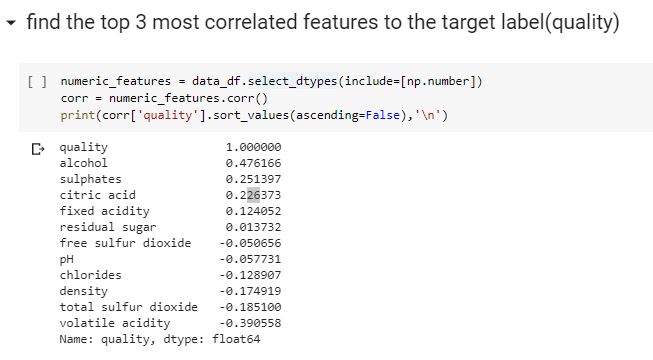 find the top 3 most correlated features to the target label(quality)
[ ] numeric_features = data_df.select_dtypes(include=[np.number])
corr = numeric_features.corr()
print(corr['quality'].sort_values(ascending=False),'\n')
quality 1.000000
alcohol 0.476166
sulphates 0.251397
citric acid 0.226373
fixed acidity 0.124052
residual sugar 0.013732
free sulfur dioxide -0.050656
pH -0.057731
chlorides -0.128907
density -0.174919
total sulfur dioxide -0.185100
volatile acidity -0.390558
Name: quality, dtype: float64